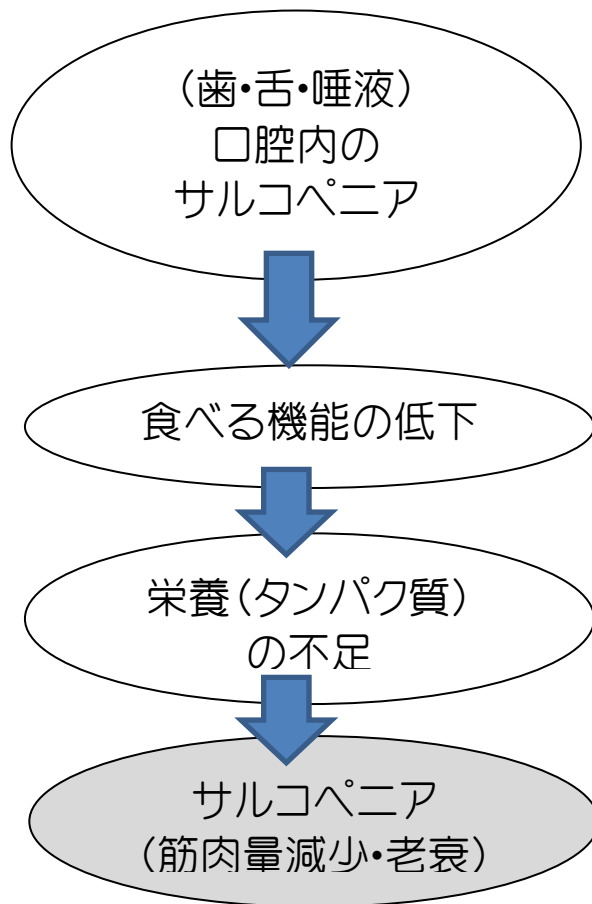 (歯・舌・唾液)
口腔内の
サルコペニア
食べる機能の低下
栄養(タンパク質)
の不足
サルコペニア
(筋肉量減少・老衰)